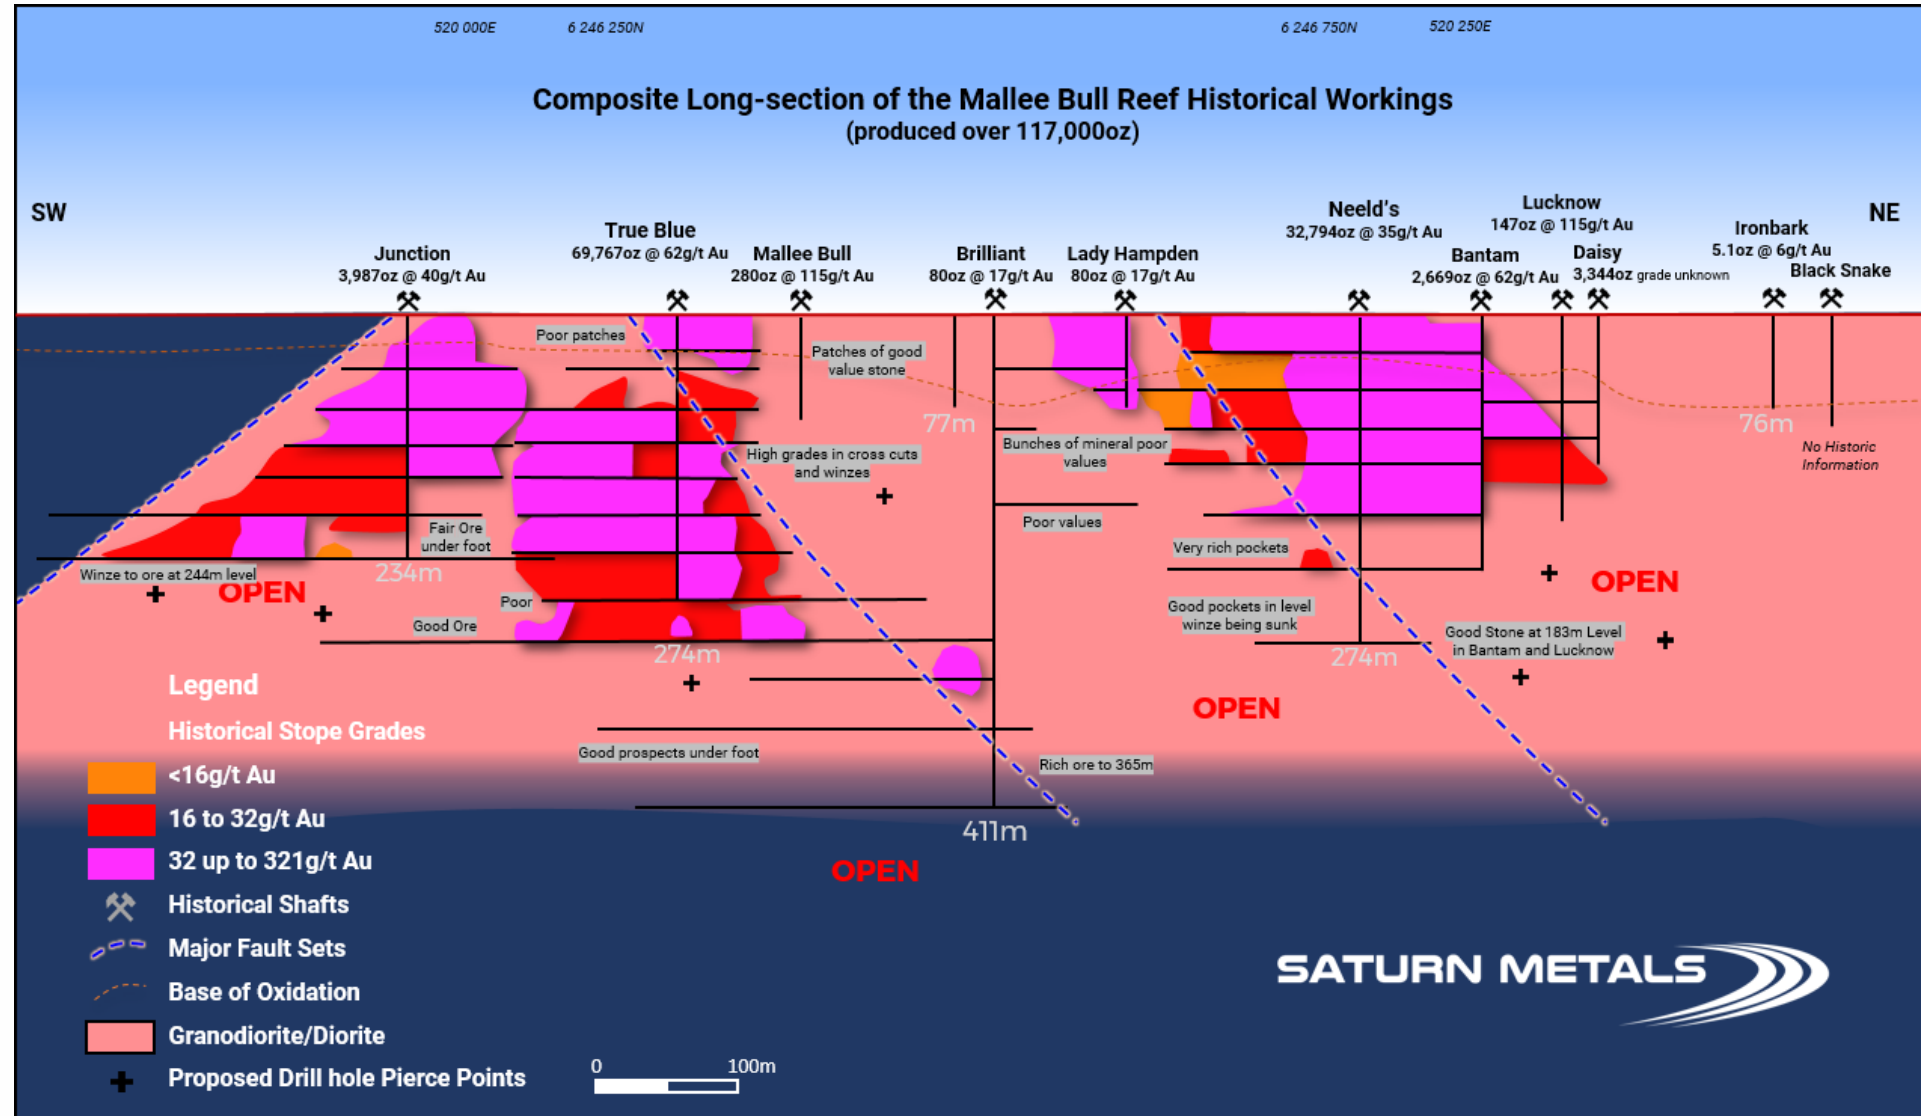 520 000E
6 246 250N
6 246 750N
520 250E
Composite Long-section of the Mallee Bull Reef Historical Workings
(produced over 117,000oz)
SW
NE
Junction
3,987oz @ 40g/t Au
True Blue
69,767oz @ 62g/t Au
Mallee Bull
280oz @ 115g/t Au
Brilliant
80oz @ 17g/t Au
Lady Hampden
80oz @ 17g/t Au
Neeld's
32,794oz @ 35g/t Au
Bantam
2,669oz @ 62g/t Au
Lucknow
147oz @ 115g/t Au
Daisy
3,344oz grade unknown
Ironbark
5.1oz @ 6g/t Au
Black Snake
Poor patches
Patches of good
value stone
77m
76m
High grades in cross cuts
and winzes
Bunches of mineral poor
values
No Historic
Information
Fair Ore
under foot
Poor values
Very rich pockets
234m
Winze to ore at 244m level
OPEN
OPEN
Poor
Good Ore
Good pockets in level
winze being sunk
Good Stone at 183m Level
in Bantam and Lucknow
274m
274m
OPEN
Good prospects under foot
Rich ore to 365m
411m
OPEN
Legend
Historical Stope Grades
<16g/t Au
16 to 32g/t Au
32 up to 321g/t Au
Historical Shafts
Major Fault Sets
Base of Oxidation
Granodiorite/Diorite
Proposed Drill hole Pierce Points
0
100m
SATURN METALS